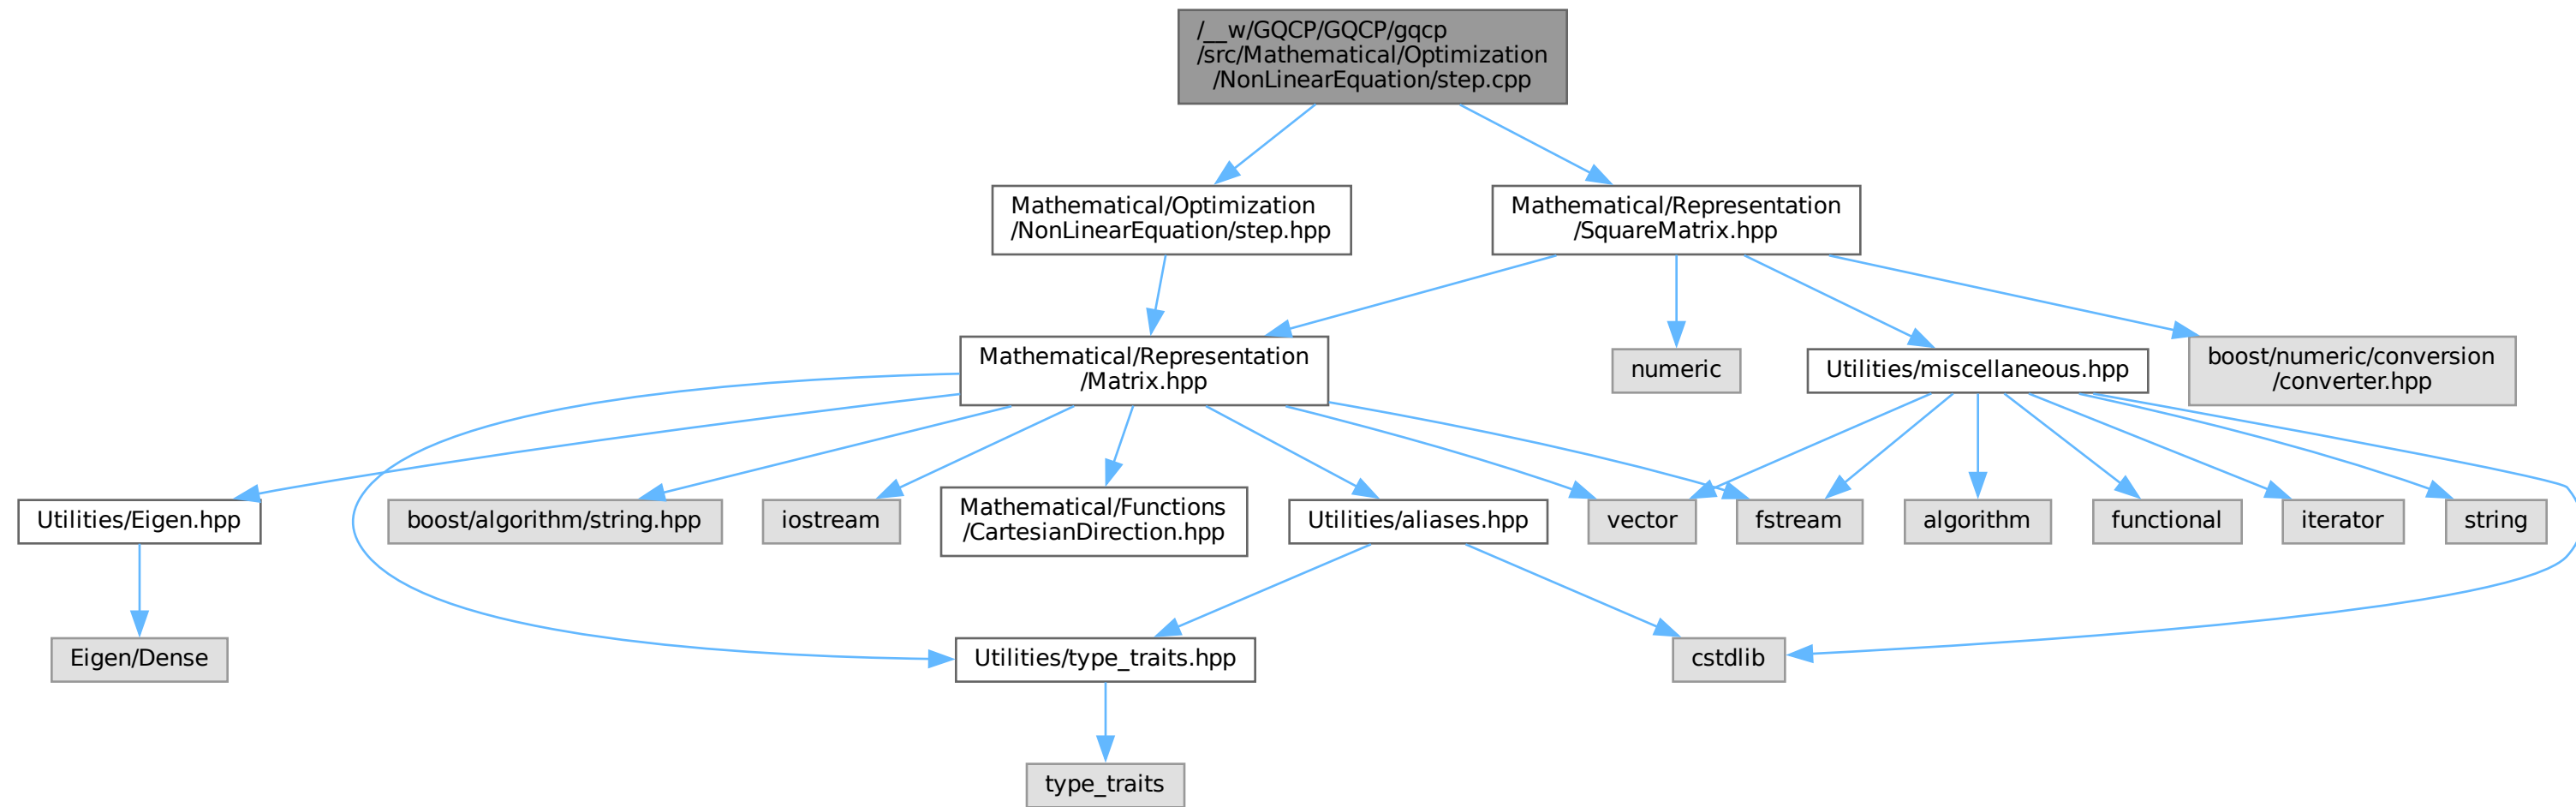 /__w/GQCP/GQCP/gqcp
/src/Mathematical/Optimization
/NonLinearEquation/step.cpp
Mathematical/Optimization
/NonLinearEquation/step.hpp
Mathematical/Representation
/SquareMatrix.hpp
Mathematical/Representation
/Matrix.hpp
numeric
Utilities/miscellaneous.hpp
boost/numeric/conversion
/converter.hpp
Utilities/Eigen.hpp
boost/algorithm/string.hpp
iostream
Mathematical/Functions
/CartesianDirection.hpp
Utilities/aliases.hpp
vector
fstream
algorithm
functional
iterator
string
Eigen/Dense
Utilities/type_traits.hpp
cstdlib
type_traits